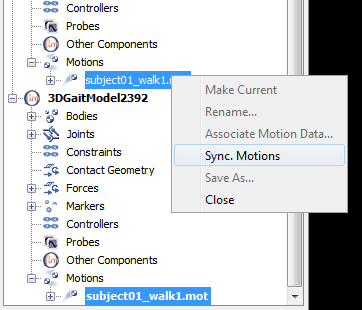 Controllers
Probes
Other Components
Motions
subject01_walk1.
Make Current
Rename...
Associate Motion Data...
Sync. Motions
Save As...
Close
3DGaitModel2392
Bodies
Joints
Constraints
Contact Geometry
Forces
Markers
Controllers
Probes
Other Components
Motions
subject01_walk1.mot